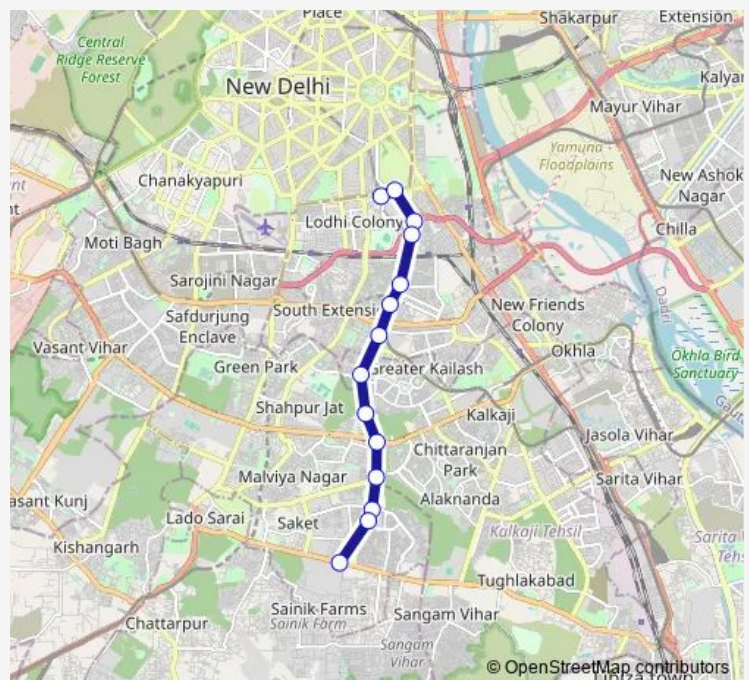 Place
Shakarpur
Extension
Central
Ridge Reserve
Forest
New Delhi
Mayur Vihar
Yamuna
Floodplains
Chanakyapuri
New Ashok
Nagar
Lodhi Colony
Chilla
Moti Bagh
Sarojini Nagar
South Extensi
New Friends
Colony
Dadri
Safdurjung
Enclave
Vasant Vihar
Okhla
Okhla Bird
Sanctuary
Green Park
Greater Kailash
Shahpur Jat
Kalkaji
Jasola Vihar
Chittaranjan
Park
Malviya Nagar
Sarita Vihar
Alaknanda
asant Kunj
Lado Sarai
Saket
Kalkaji Tehsil
Kishangarh
Sarita
Tehs
Tughlakabad
Sainik Farms
Sainik Farm
Sangam Vihar
Chattarpur
Sangam
Vihar
© OpenStreetMap contributors